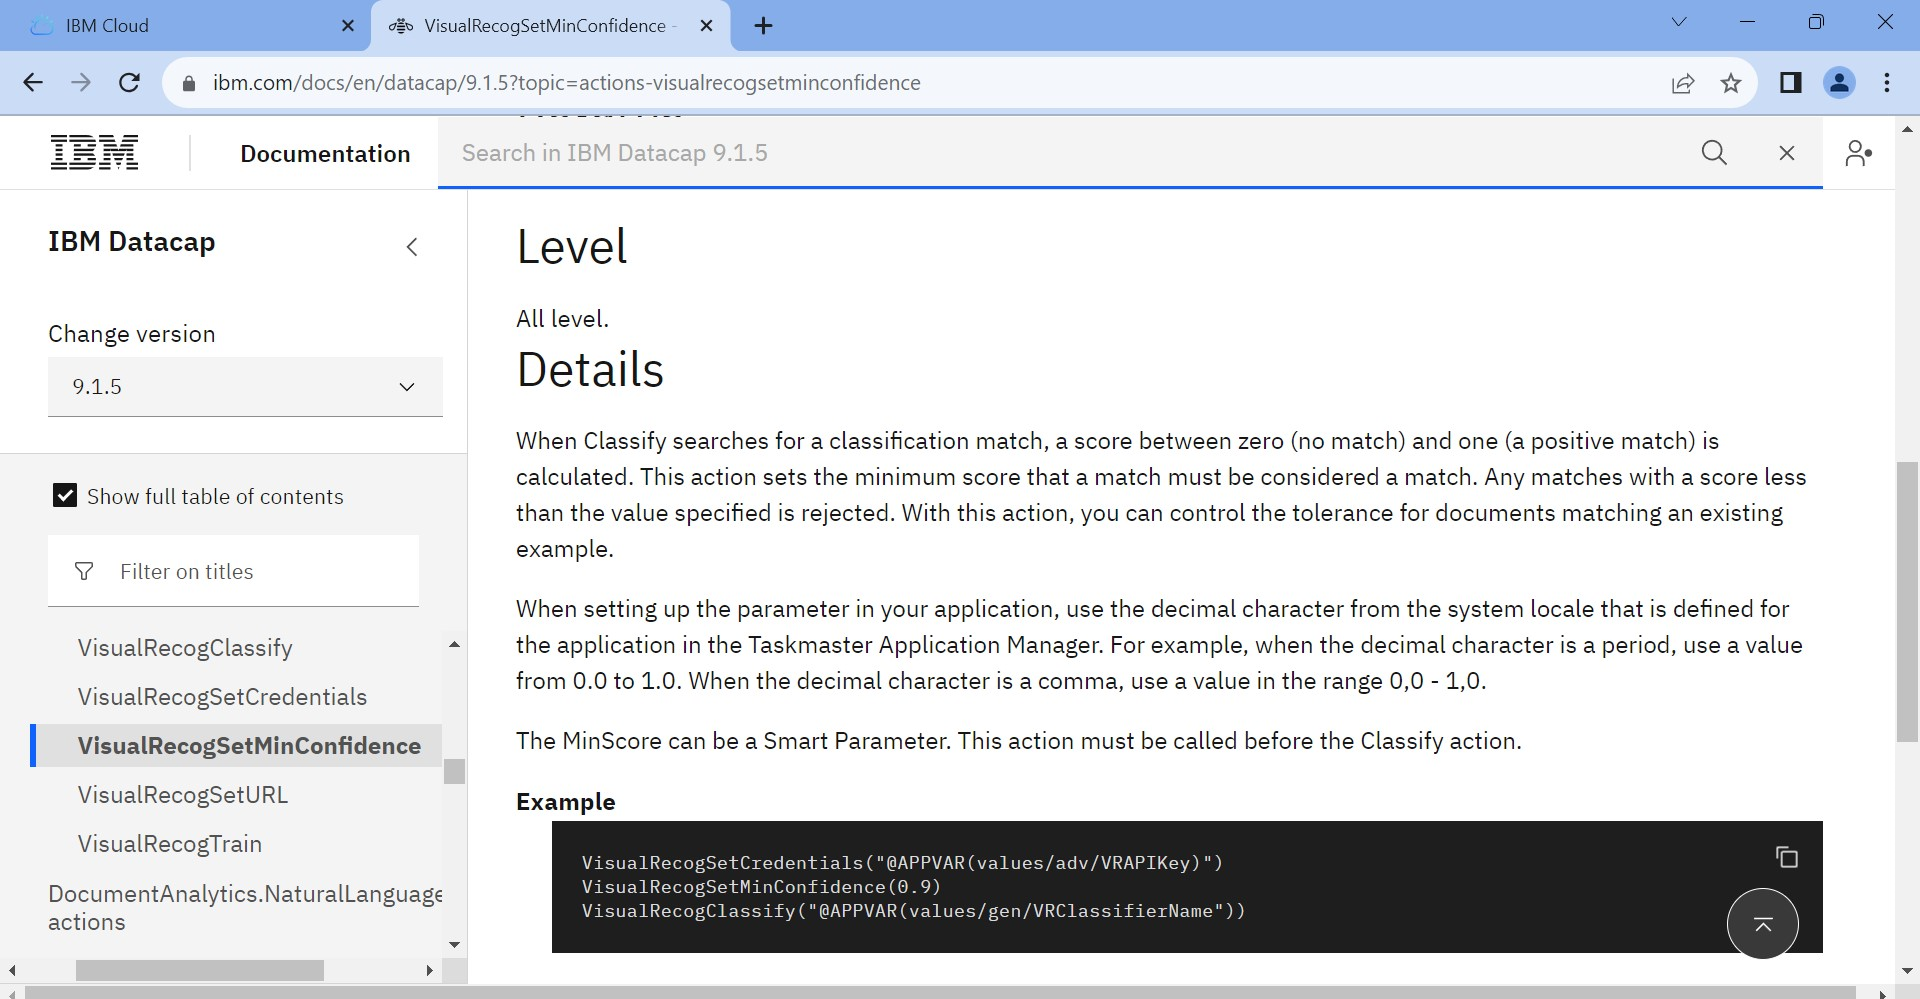 IBM Cloud
VisualRecogSetMinConfidence -
ibm.com/docs/en/datacap/9.1.5?topic=actions-visualrecogsetminconfidence
IBM
Documentation
Search in IBM Datacap 9.1.5
IBM Datacap
Change version
9.1.5
Show full table of contents
Filter on titles
VisualRecogClassify
VisualRecogSetCredentials
VisualRecogSetMinConfidence
VisualRecogSetURL
VisualRecogTrain
DocumentAnalytics.NaturalLanguage
actions
Level
All level.
Details
When Classify searches for a classification match, a score between zero (no match) and one (a positive match) is
calculated. This action sets the minimum score that a match must be considered a match. Any matches with a score less
than the value specified is rejected. With this action, you can control the tolerance for documents matching an existing
example.
When setting up the parameter in your application, use the decimal character from the system locale that is defined for
the application in the Taskmaster Application Manager. For example, when the decimal character is a period, use a value
from 0.0 to 1.0. When the decimal character is a comma, use a value in the range 0,0 - 1,0.
The MinScore can be a Smart Parameter. This action must be called before the Classify action.
Example
VisualRecogSetCredentials("@APPVAR(values/adv/VRAPIKey)")
VisualRecogSetMinConfidence(0.9)
VisualRecogClassify("@APPVAR(values/gen/VRClassifierName"))